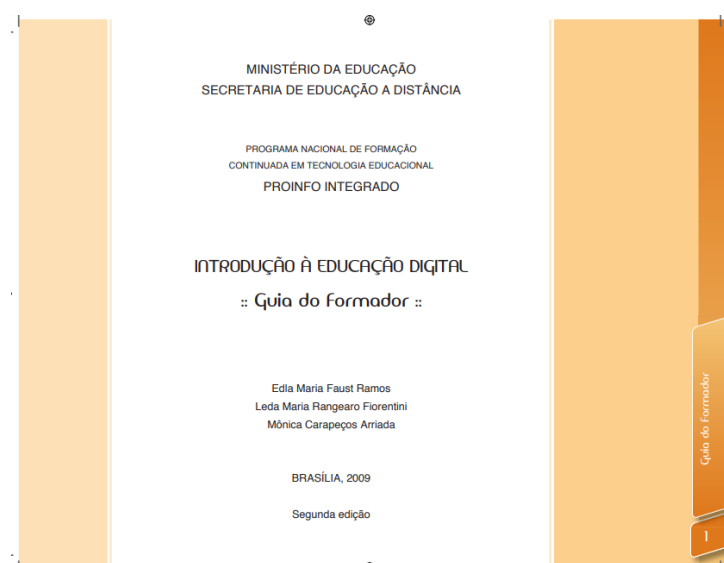 MINISTÉRIO DA EDUCAÇÃO
SECRETARIA DE EDUCAÇÃO A DISTÂNCIA
PROGRAMA NACIONAL DE FORMAÇÃO
CONTINUADA EM TECNOLOGIA EDUCACIONAL
PROINFO INTEGRADO
INTRODUÇÃO À EDUCAÇÃO DIGITAL
:: Guia do Formador ::
Edla Maria Faust Ramos
Leda Maria Rangearo Fiorentini
Mônica Carapeços Arriada
BRASÍLIA, 2009
Segunda edição
Guia do Formador
1